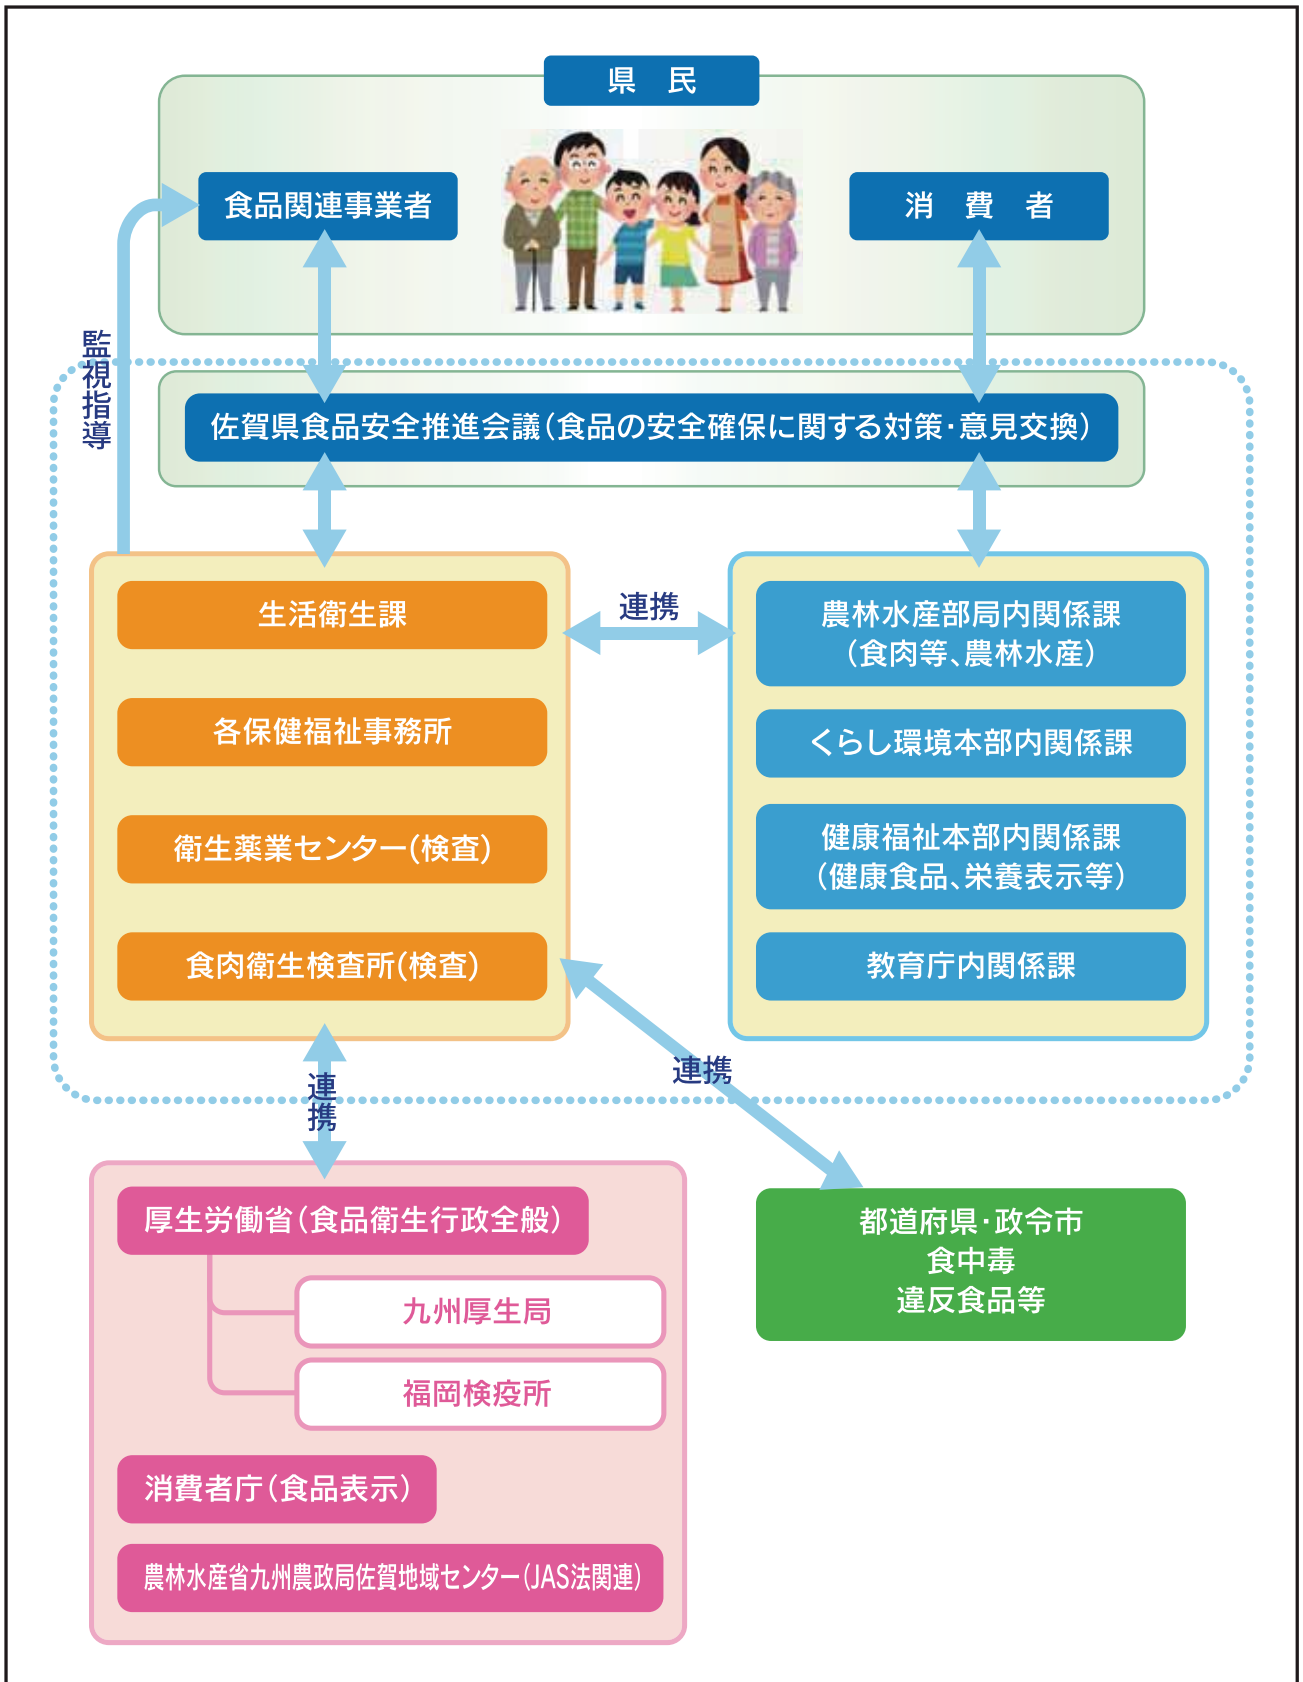 県　民
食品関連事業者
消　費　者
監視指導
佐賀県食品安全推進会議（食品の安全確保に関する対策・意見交換）
生活衛生課
各保健福祉事務所
衛生薬業センター(検査)
食肉衛生検査所(検査)
連携
農林水産部局内関係課
（食肉等、農林水産）
くらし環境本部内関係課
健康福祉本部内関係課
（健康食品、栄養表示等）
教育庁内関係課
連携
連携
厚生労働省（食品衛生行政全般）
九州厚生局
福岡検疫所
消費者庁（食品表示）
農林水産省九州農政局佐賀地域センター（JAS法関連）
都道府県・政令市
食中毒
違反食品等